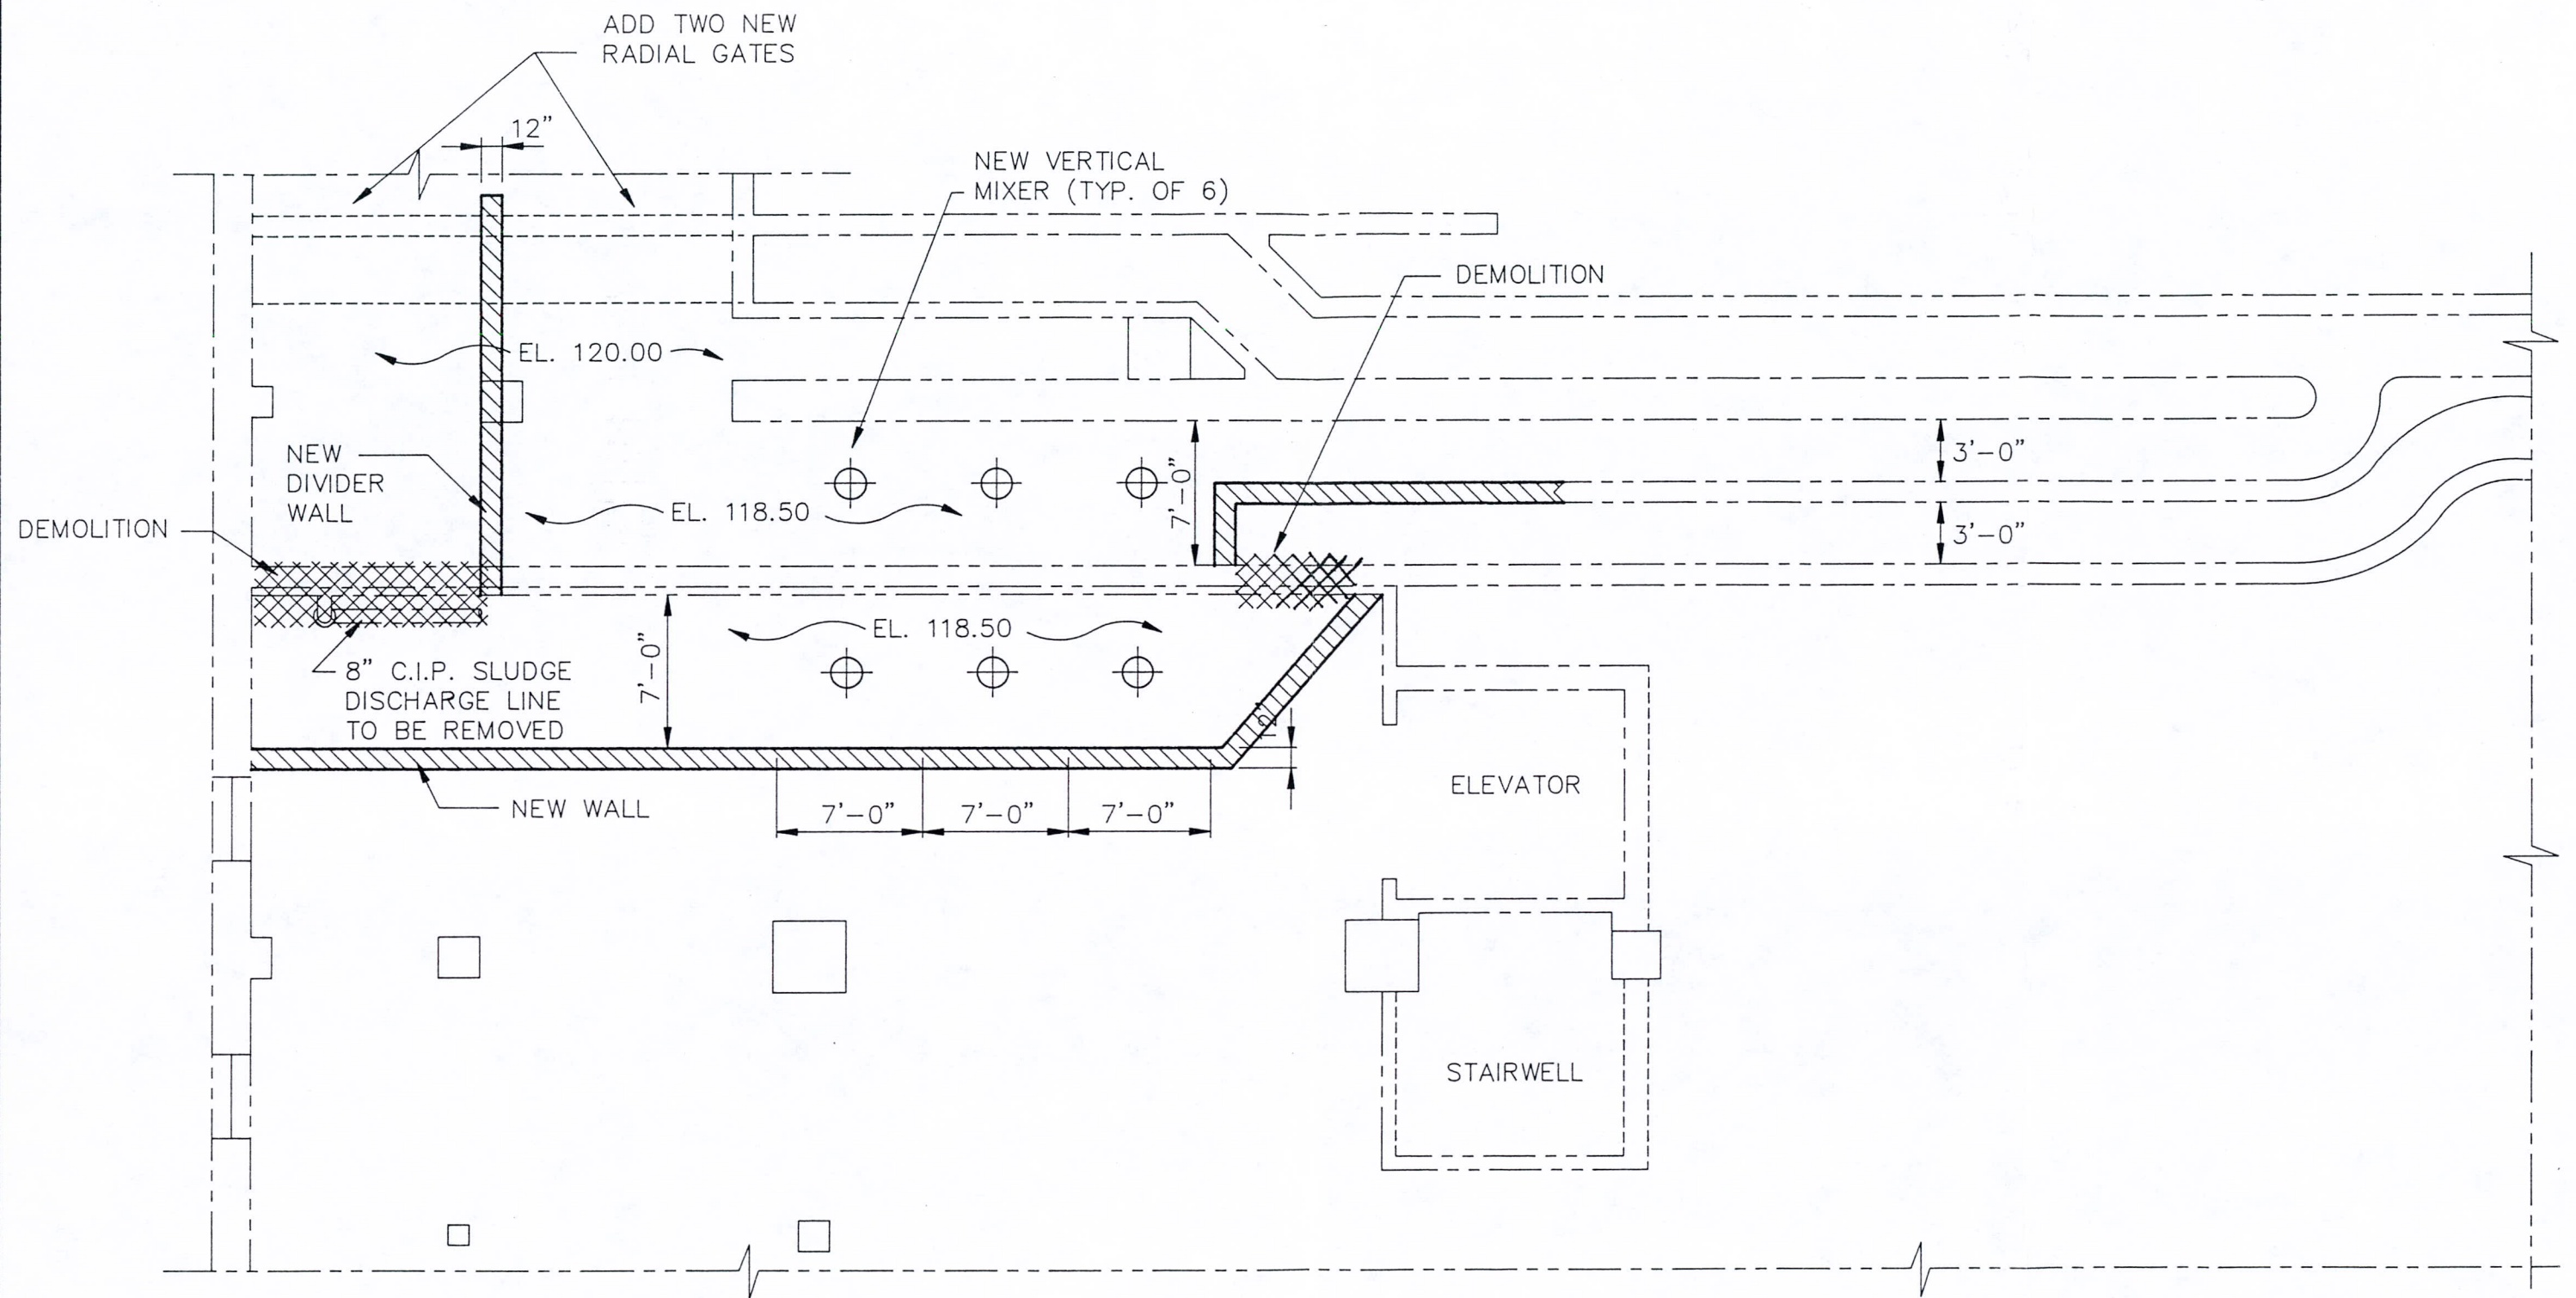 ADD TWO NEW
RADIAL GATES
12”
NEW VERTICAL
MIXER (TYP. OF 6)
DEMOLITION
EL. 120.00
NEW
DIVIDER
WALL
3'-0”
7'-0”
EL. 118.50
DEMOLITION
3'-0”
EL. 118.50
7'-0”
8” C.I.P. SLUDGE
DISCHARGE LINE
TO BE REMOVED
NEW WALL
7'-0”
7'-0”
7'-0”
ELEVATOR
STAIRWELL